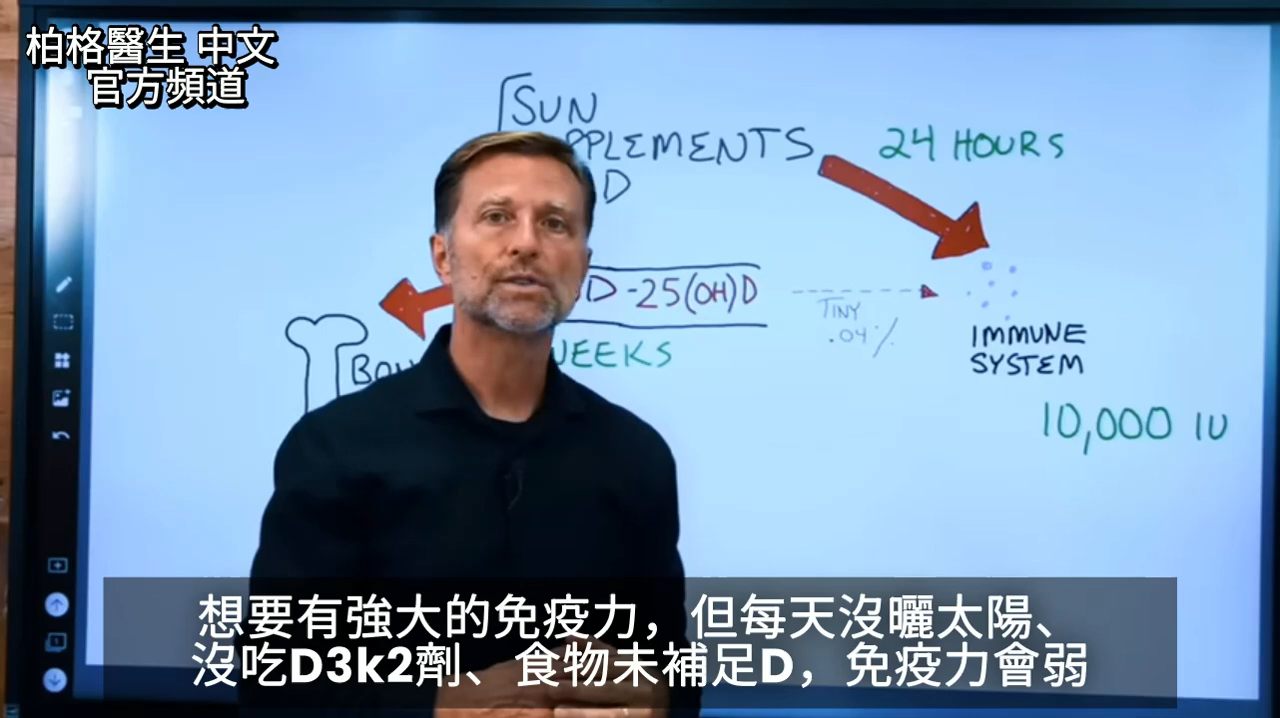 柏格醫生 中文
官方頻道
SUN
PPLEMENTS
D
24 HOURS
D-25(OH)D
TINY
.04%
IMMUNE
SYSTEM
WEEKS
10,000 IU
想要有強大的免疫力，但每天沒曬太陽、
沒吃D3k2劑、食物未補足D，免疫力會弱